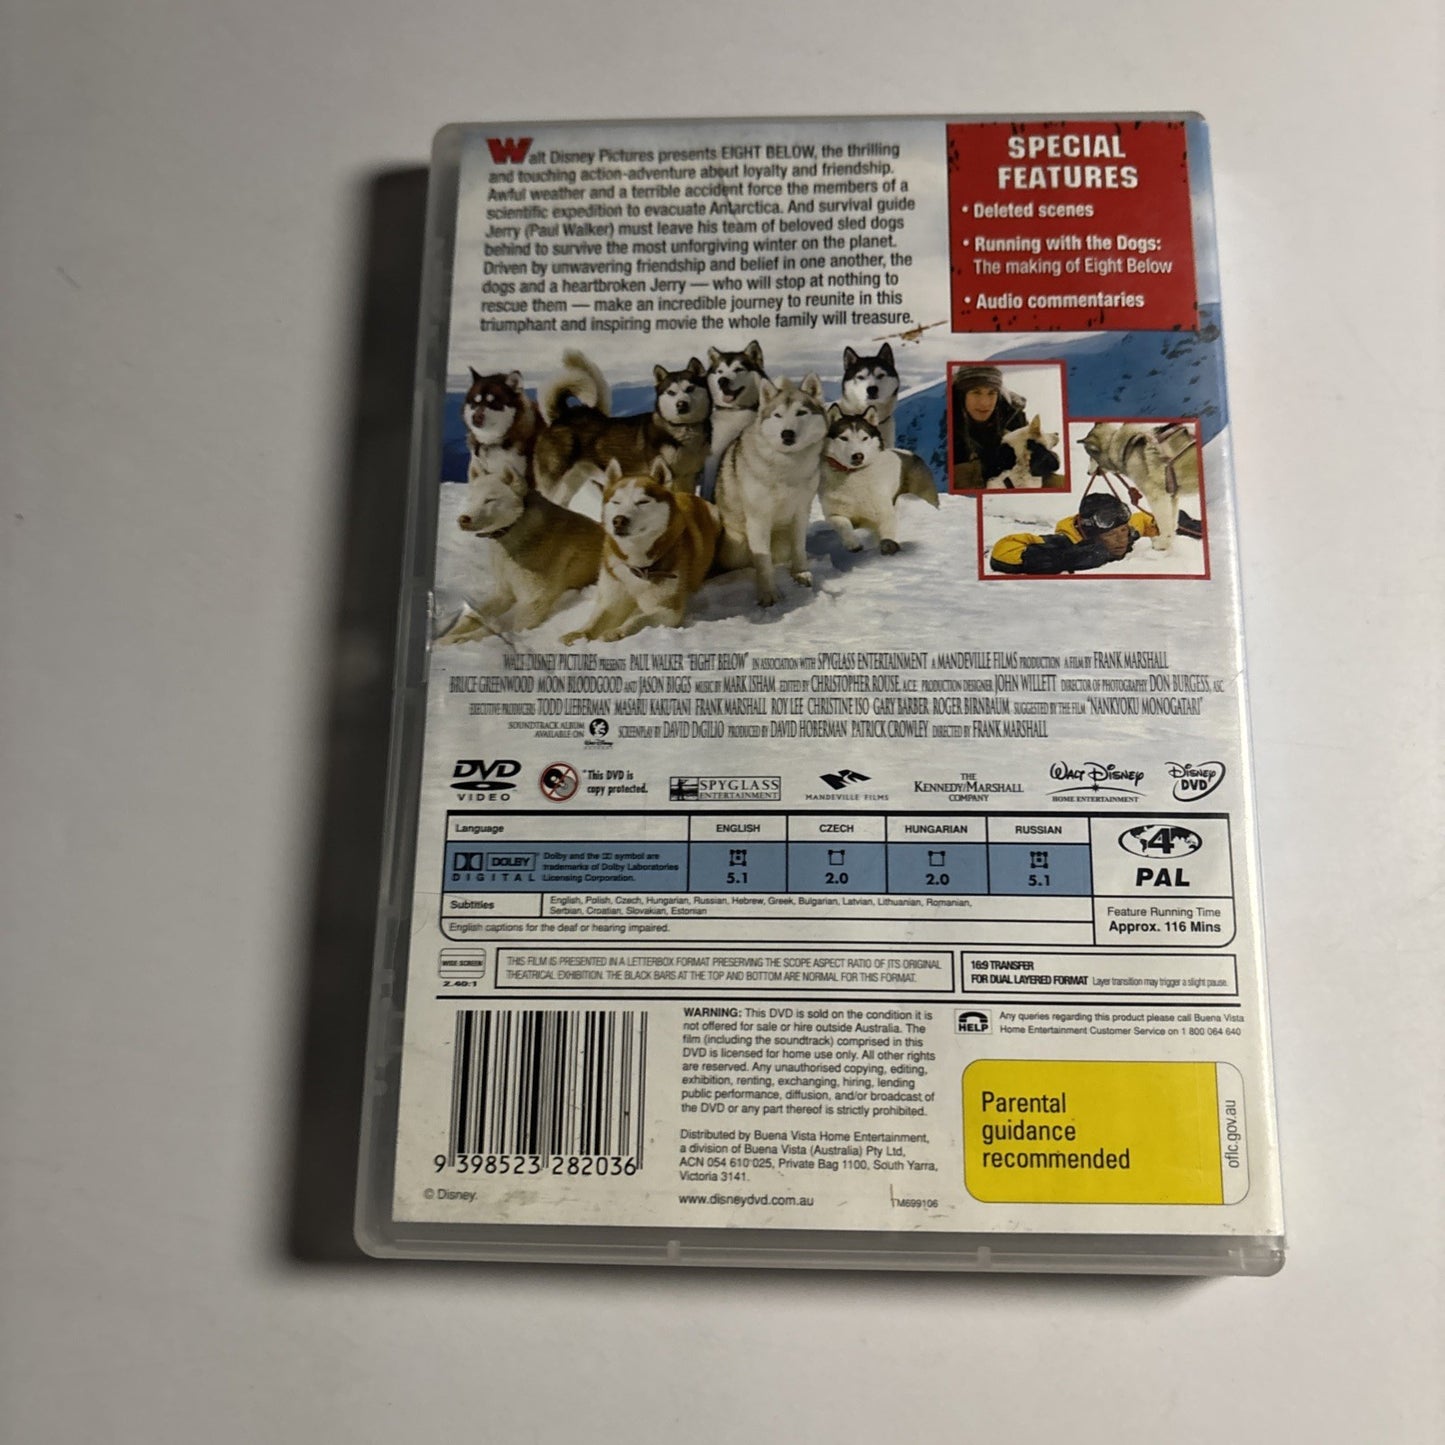 Walt Disney Pictures presents EIGHT BELOW, the thrilling
and touching action-adventure about loyalty and friendship.
Awful weather and a terrible accident force the members of a
scientific expedition to evacuate Antarctica. And survival guide
Jerry (Paul Walker) must leave his team of beloved sled dogs
behind to survive the most unforgiving winter on the planet.
Driven by unwavering friendship and belief in one another, the
dogs and a heartbroken Jerry — who will stop at nothing to
rescue them — make an incredible journey to reunite in this
triumphant and inspiring movie the whole family will treasure.
SPECIAL
FEATURES
• Deleted scenes
• Running with the Dogs:
The making of Eight Below
• Audio commentaries
WALT DISNEY PICTURES PRESENTS PAUL WALKER "EIGHT BELOW" IN ASSOCIATION WITH SPYGLASS ENTERTAINMENT A MANDEVILLE FILMS PRODUCTION A FILM BY FRANK MARSHALL
BRUCE GREENWOOD MOON BLOODGOOD AND JASON BIGGS MUSIC BY MARK ISHAM EDITED BY CHRISTOPHER ROUSE, A.C.E. PRODUCTION DESIGNER JOHN WILLETT DIRECTOR OF PHOTOGRAPHY DON BURGESS, ASC
EXECUTIVE PRODUCERS TODD LIEBERMAN MASARU KAKUTANI FRANK MARSHALL ROY LEE CHRISTINE ISO GARY BARBER ROGER BIRNBAUM SUGGESTED BY THE FILM "NANKYOKU MONOGATARI"
SOUNDTRACK ALBUM
AVAILABLE ON
Walt Disney
SCREENPLAY BY DAVID DiGILIO PRODUCED BY DAVID HOBERMAN PATRICK CROWLEY DIRECTED BY FRANK MARSHALL
DVD
VIDEO
"This DVD is
copy protected.
SPYGLASS
ENTERTAINMENT
MANDEVILLE FILMS
THE
KENNEDY/MARSHALL
COMPANY
WALT DISNEY
HOME ENTERTAINMENT
DISNEY
DVD
Language ENGLISH CZECH HUNGARIAN RUSSIAN
DOLBY
DIGITAL
Dolby and the DD symbol are
trademarks of Dolby Laboratories
Licensing Corporation.
5.1 2.0 2.0 5.1
4
PAL
Subtitles
English, Polish, Czech, Hungarian, Russian, Hebrew, Greek, Bulgarian, Latvian, Lithuanian, Romanian,
Serbian, Croatian, Slovakian, Estonian
English captions for the deaf or hearing impaired.
Feature Running Time
Approx. 116 Mins
WIDE-SCREEN
2.40:1
THIS FILM IS PRESENTED IN A LETTERBOX FORMAT PRESERVING THE SCOPE ASPECT RATIO OF ITS ORIGINAL
THEATRICAL EXHIBITION. THE BLACK BARS AT THE TOP AND BOTTOM ARE NORMAL FOR THIS FORMAT.
16:9 TRANSFER
FOR DUAL LAYERED FORMAT Layer transition may trigger a slight pause.
9 398523 282036
© Disney.
WARNING: This DVD is sold on the condition it is
not offered for sale or hire outside Australia. The
film (including the soundtrack) comprised in this
DVD is licensed for home use only. All other rights
are reserved. Any unauthorised copying, editing,
exhibition, renting, exchanging, hiring, lending
public performance, diffusion, and/or broadcast of
the DVD or any part thereof is strictly prohibited.
Distributed by Buena Vista Home Entertainment,
a division of Buena Vista (Australia) Pty Ltd,
ACN 054 610 025, Private Bag 1100, South Yarra,
Victoria 3141.
www.disneydvd.com.au
TM699106
HELP
Any queries regarding this product please call Buena Vista
Home Entertainment Customer Service on 1 800 064 640
Parental
guidance
recommended
oflc.gov.au